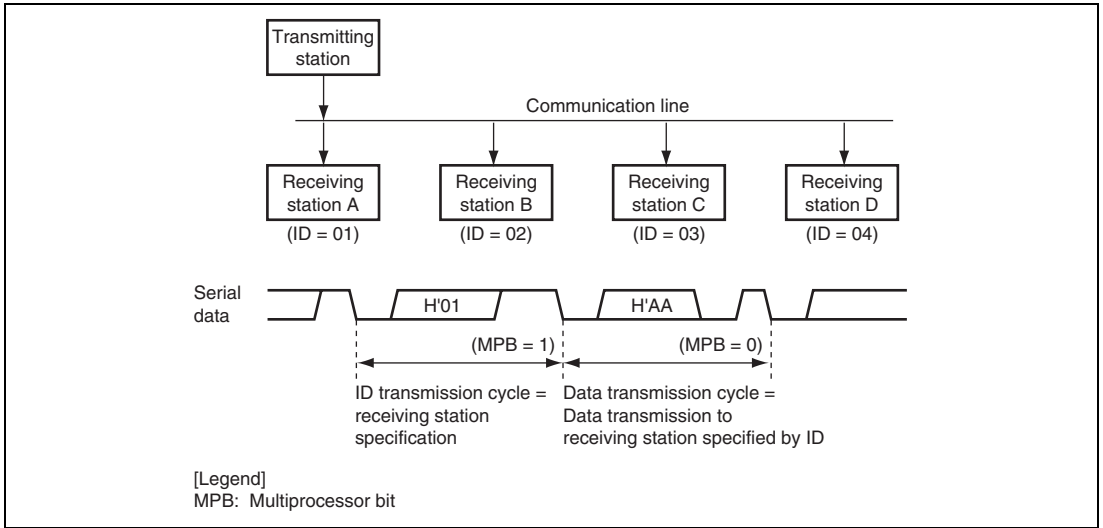 Transmitting
station
Communication line
Receiving
station A
(ID = 01)
Receiving
station B
(ID = 02)
Receiving
station C
(ID = 03)
Receiving
station D
(ID = 04)
Serial
data
H'01
H'AA
(MPB = 1)
(MPB = 0)
ID transmission cycle =
receiving station
specification
Data transmission cycle =
Data transmission to
receiving station specified by ID
[Legend]
MPB: Multiprocessor bit